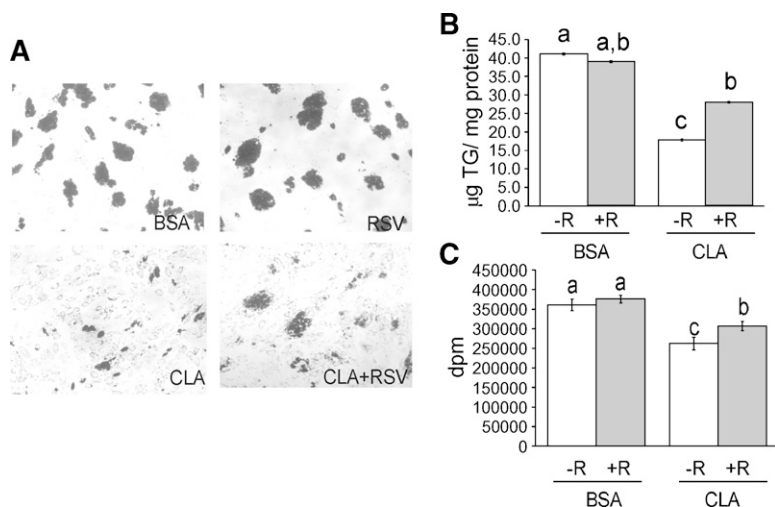 A
BSA
RSV
CLA
CLA+RSV
B
µg TG/ mg protein
45.0
40.0
35.0
30.0
25.0
20.0
15.0
10.0
5.0
0.0
a
a,b
c
b
-R +R -R +R
BSA CLA
C
dpm
450000
400000
350000
300000
250000
200000
150000
100000
50000
0
a
a
c
b
-R +R -R +R
BSA CLA